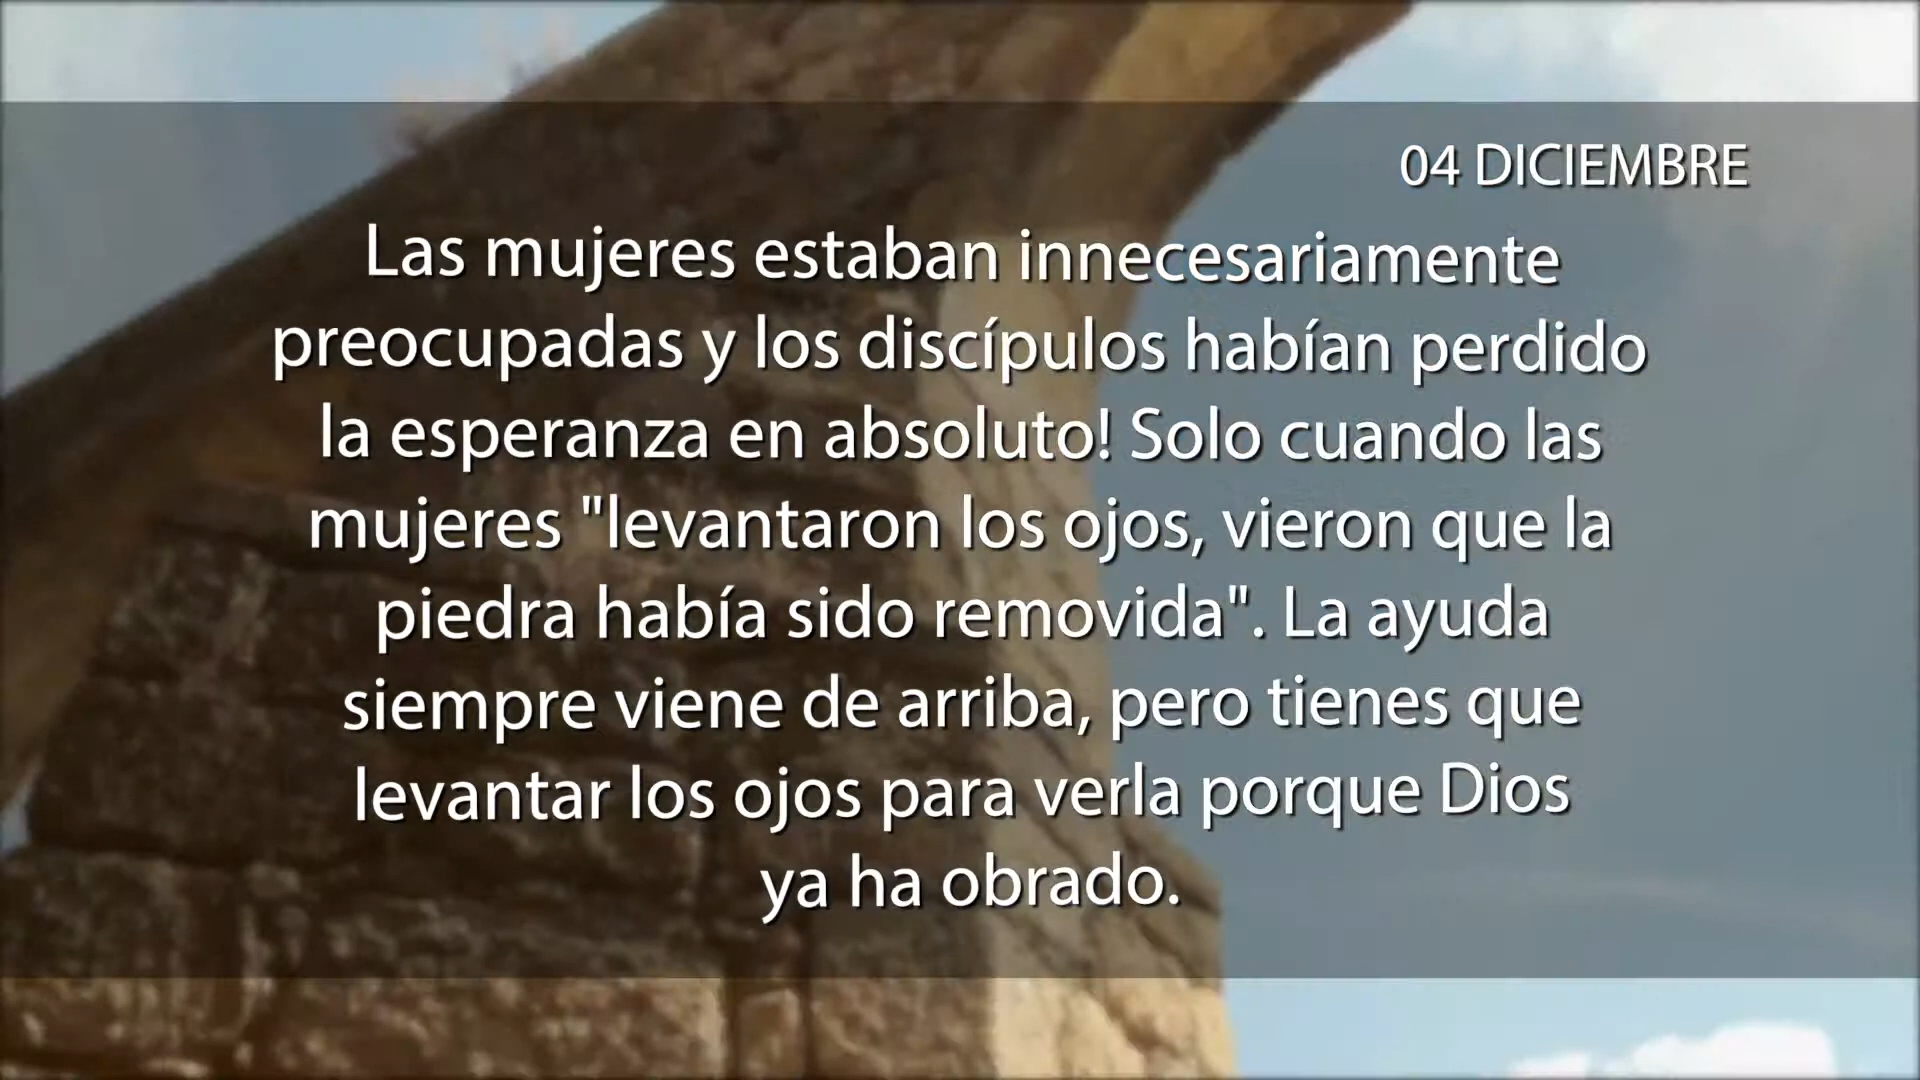 04 DICIEMBRE
Las mujeres estaban innecesariamente
preocupadas y los discípulos habían perdido
la esperanza en absoluto! Solo cuando las
mujeres "levantaron los ojos, vieron que la
piedra había sido removida". La ayuda
siempre viene de arriba, pero tienes que
levantar los ojos para verla porque Dios
ya ha obrado.